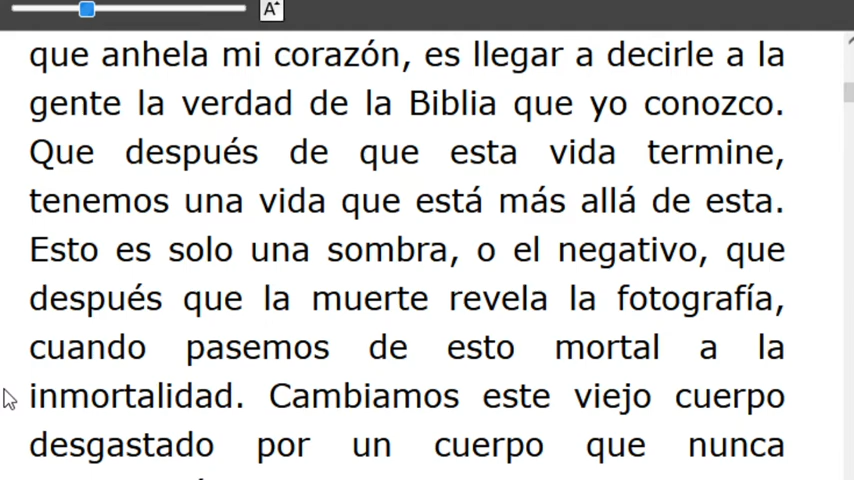 A
que anhela mi corazón, es llegar a decirle a la
gente la verdad de la Biblia que yo conozco.
Que después de que esta vida termine,
tenemos una vida que está más allá de esta.
Esto es solo una sombra, o el negativo, que
después que la muerte revela la fotografía,
cuando pasemos de esto mortal a la
inmortalidad. Cambiamos este viejo cuerpo
desgastado por un cuerpo que nunca